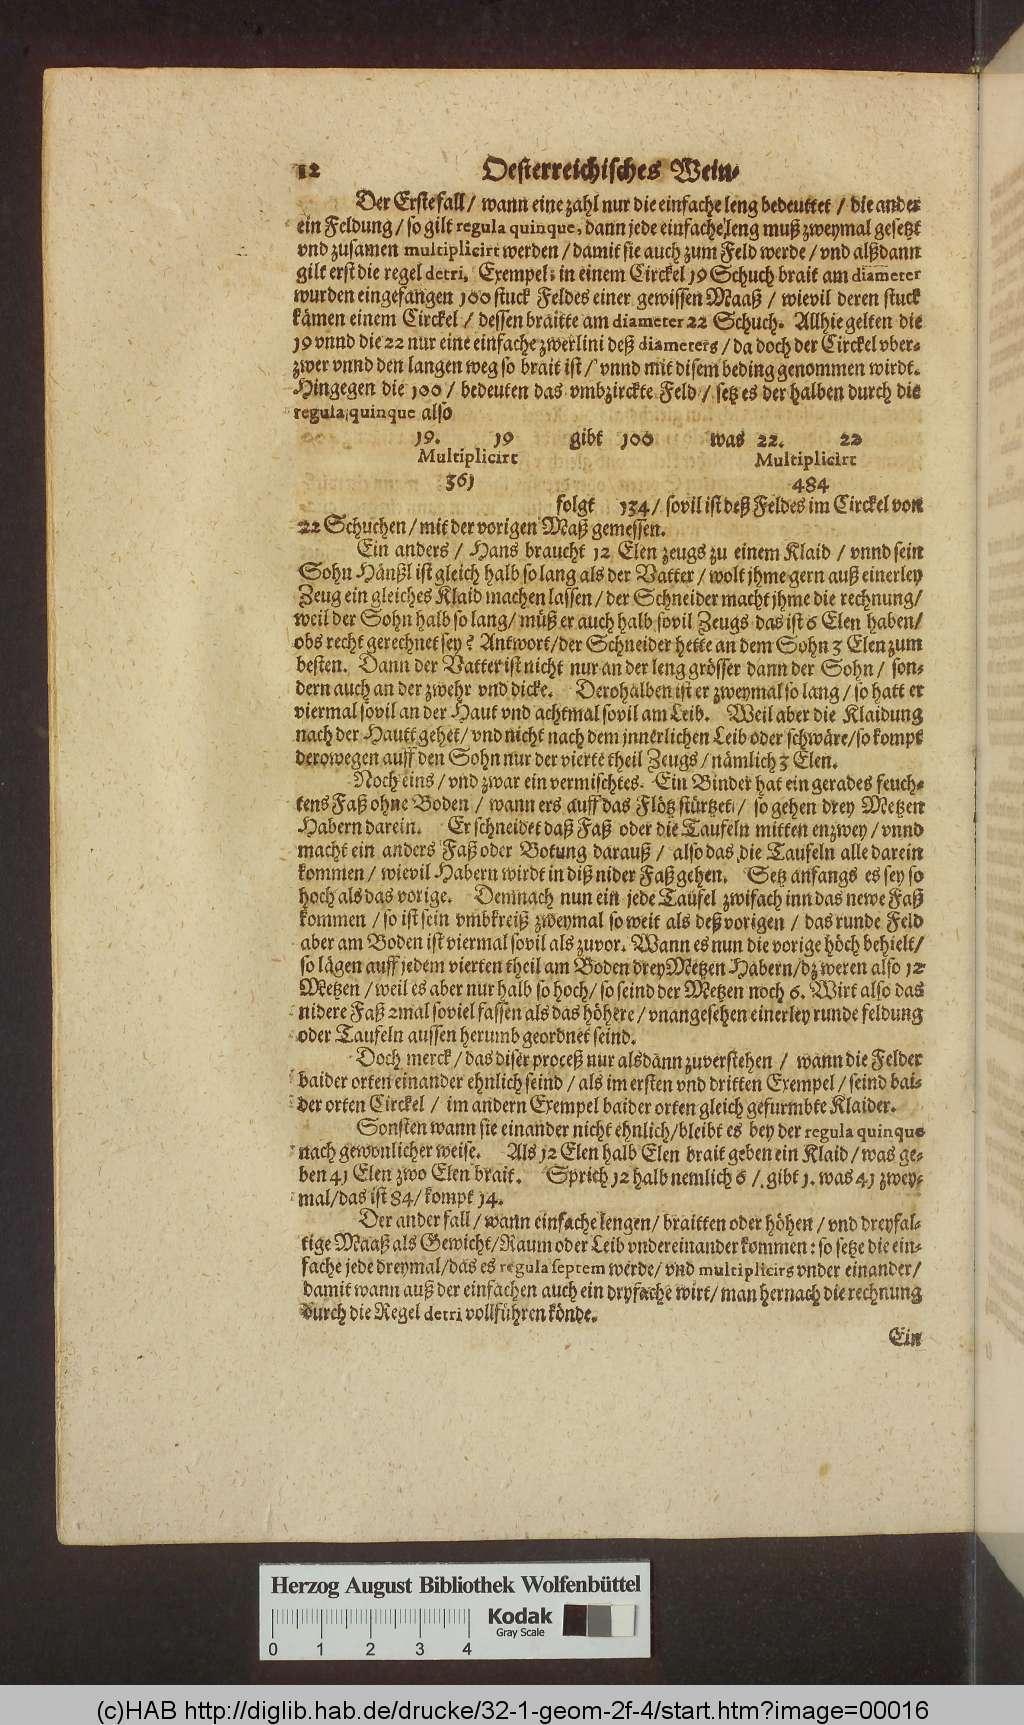 12 Oesterreichisches Wein-
Der Erste fall / wann eine zahl nur die einfache leng bedeuttet / die ander
ein Feldung / so gilt regula quinque, dann jede einfache leng muß zweymal gesetzt
vnd zusamen multiplicirt werden / damit sie auch zum Feld werde / vnd alßdann
gilt erst die regel detri. Exempel: in einem Circkel 19 Schuch brait am diameter
wurden eingefangen 100 stuck Feldes einer gewissen Maaß / wievil deren stuck
kämen einem Circkel / dessen braitte am diameter 22 Schuch. Allhie gelten die
19 vnnd die 22 nur eine einfache zwerlini deß diameters / da doch der Circkel vber-
zwer vnnd den langen weg so brait ist / vnnd mit disem beding genommen wirdt.
Hingegen die 100 / bedeuten das vmbzirckte Feld / setz es der halben durch die
regula quinque also
19. 19 gibt 100 was 22. 22
Multiplicirt Multiplicirt
361 484
folgt 134 / sovil ist deß Feldes im Circkel von
22 Schuchen / mit der vorigen Maß gemessen.
Ein anders / Hans braucht 12 Elen zeugs zu einem Klaid / vnnd sein
Sohn Hänßl ist gleich halb so lang als der Vatter / wolt jhme gern auß einerley
Zeug ein gleiches Klaid machen lassen / der Schneider macht jhme die rechnung /
weil der Sohn halb so lang / müß er auch halb sovil Zeugs das ist 6 Elen haben /
obs recht gerechnet sey? Antwort / der Schneider hette an dem Sohn 3 Elen zum
besten. Dann der Vatter ist nicht nur an der leng grösser dann der Sohn / son-
dern auch an der zwehr vnd dicke. Derohalben ist er zweymal so lang / so hatt er
viermal sovil an der Haut vnd achtmal sovil am Leib. Weil aber die Klaidung
nach der Hautt gehet / vnd nicht nach dem jnnerlichen Leib oder schwäre / so kompt
derowegen auff den Sohn nur der vierte theil Zeugs / nämlich 3 Elen.
Noch eins / vnd zwar ein vermischtes. Ein Binder hat ein gerades feuch-
tens Faß ohne Boden / wann ers auff das Flötz stürtzet / so gehen drey Metzen
Habern darein. Er schneidet daß Faß oder die Taufeln mitten enzwey / vnnd
macht ein anders Faß oder Botung darauß / also das die Taufeln alle darein
kommen / wievil Habern wirdt in diß nider Faß gehen. Setz anfangs es sey so
hoch als das vorige. Demnach nun ein jede Taufel zwifach inn das newe Faß
kommen / so ist sein vmbkreiß zweymal so weit als deß vorigen / das runde Feld
aber am Boden ist viermal sovil als zuvor. Wann es nun die vorige höch behielt /
so lägen auff jedem vierten theil am Boden drey Metzen Habern / dz weren also 12
Metzen / weil es aber nur halb so hoch / so seind der Metzen noch 6. Wirt also das
nidere Faß 2mal soviel fassen als das höhere / vnangesehen einerley runde feldung
oder Taufeln aussen herumb geordnet seind.
Doch merck / das diser proceß nur alsdann zuverstehen / wann die Felder
baider orten einander ehnlich seind / als im ersten vnd dritten Exempel / seind bai-
der orten Circkel / im andern Exempel baider orten gleich gefurmbte Klaider.
Sonsten wann sie einander nicht ehnlich / bleibt es bey der regula quinque
nach gewonlicher weise. Als 12 Elen halb Elen brait geben ein Klaid / was ge-
ben 41 Elen zwo Elen brait. Sprich 12 halb nemlich 6 / gibt 1. was 41 zwey-
mal / das ist 84 / kompt 14.
Der ander fall / wann einfache lengen / braitten oder höhen / vnd dreyfal-
tige Maaß als Gewicht / Raum oder Leib vndereinander kommen: so setze die ein-
fache jede dreymal / das es regula septem werde / vnd multiplicirs vnder einander /
damit wann auß der einfachen auch ein dryfache wirt / man hernach die rechnung
durch die Regel detri vollführen könde.
Ein
Herzog August Bibliothek Wolfenbüttel
Kodak
Gray Scale
0 1 2 3 4
(c)HAB http://diglib.hab.de/drucke/32-1-geom-2f-4/start.htm?image=00016